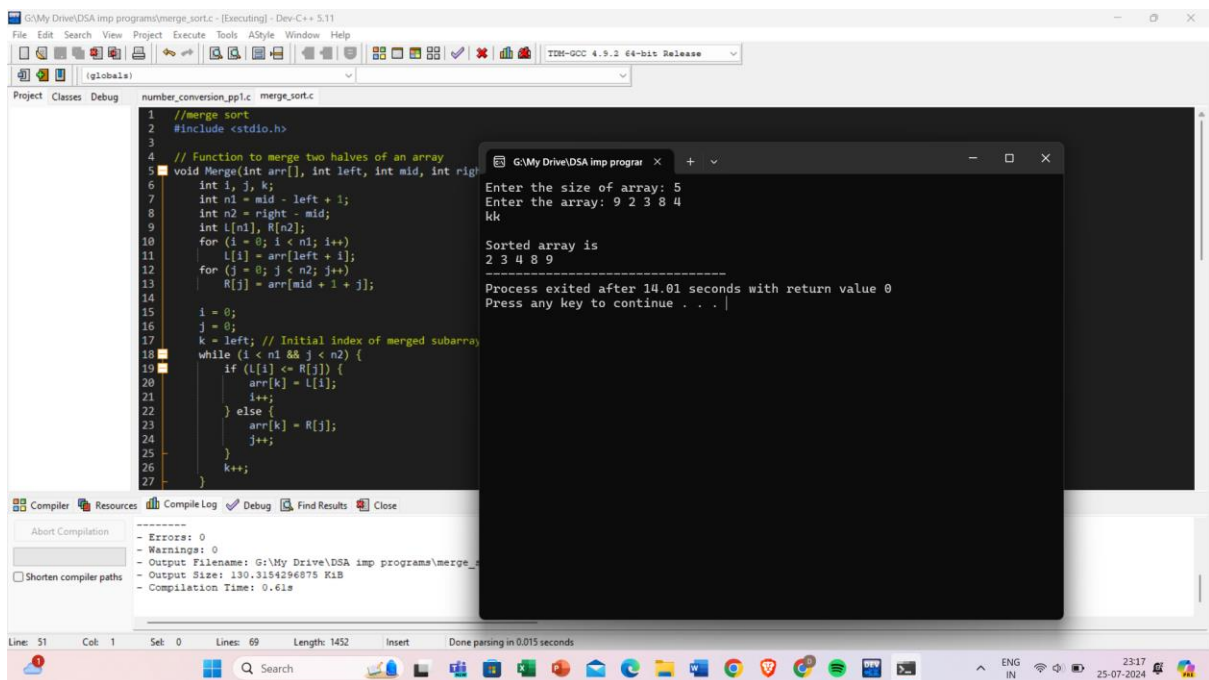 G:\My Drive\DSA imp programs\merge_sort.c - [Executing] - Dev-C++ 5.11
File Edit Search View Project Execute Tools AStyle Window Help
TDM-GCC 4.9.2 64-bit Release
(globals)
Project Classes Debug number_conversion_pp1.c merge_sort.c
1 //merge sort
2 #include <stdio.h>
3
4 // Function to merge two halves of an array
5 void Merge(int arr[], int left, int mid, int righ
6 int i, j, k;
7 int n1 = mid - left + 1;
8 int n2 = right - mid;
9 int L[n1], R[n2];
10 for (i = 0; i < n1; i++)
11 L[i] = arr[left + i];
12 for (j = 0; j < n2; j++)
13 R[j] = arr[mid + 1 + j];
14
15 i = 0;
16 j = 0;
17 k = left; // Initial index of merged subarray
18 while (i < n1 && j < n2) {
19 if (L[i] <= R[j]) {
20 arr[k] = L[i];
21 i++;
22 } else {
23 arr[k] = R[j];
24 j++;
25 }
26 k++;
27 }
G:\My Drive\DSA imp prograr
Enter the size of array: 5
Enter the array: 9 2 3 8 4
kk
Sorted array is
2 3 4 8 9
--------------------------------
Process exited after 14.01 seconds with return value 0
Press any key to continue . . .
Compiler Resources Compile Log Debug Find Results Close
Abort Compilation
Shorten compiler paths
--------
- Errors: 0
- Warnings: 0
- Output Filename: G:\My Drive\DSA imp programs\merge_s
- Output Size: 130.3154296875 KiB
- Compilation Time: 0.61s
Line: 51 Col: 1 Sel: 0 Lines: 69 Length: 1452 Insert Done parsing in 0.015 seconds
1 Search DEV ENG IN 23:17 25-07-2024 PRE